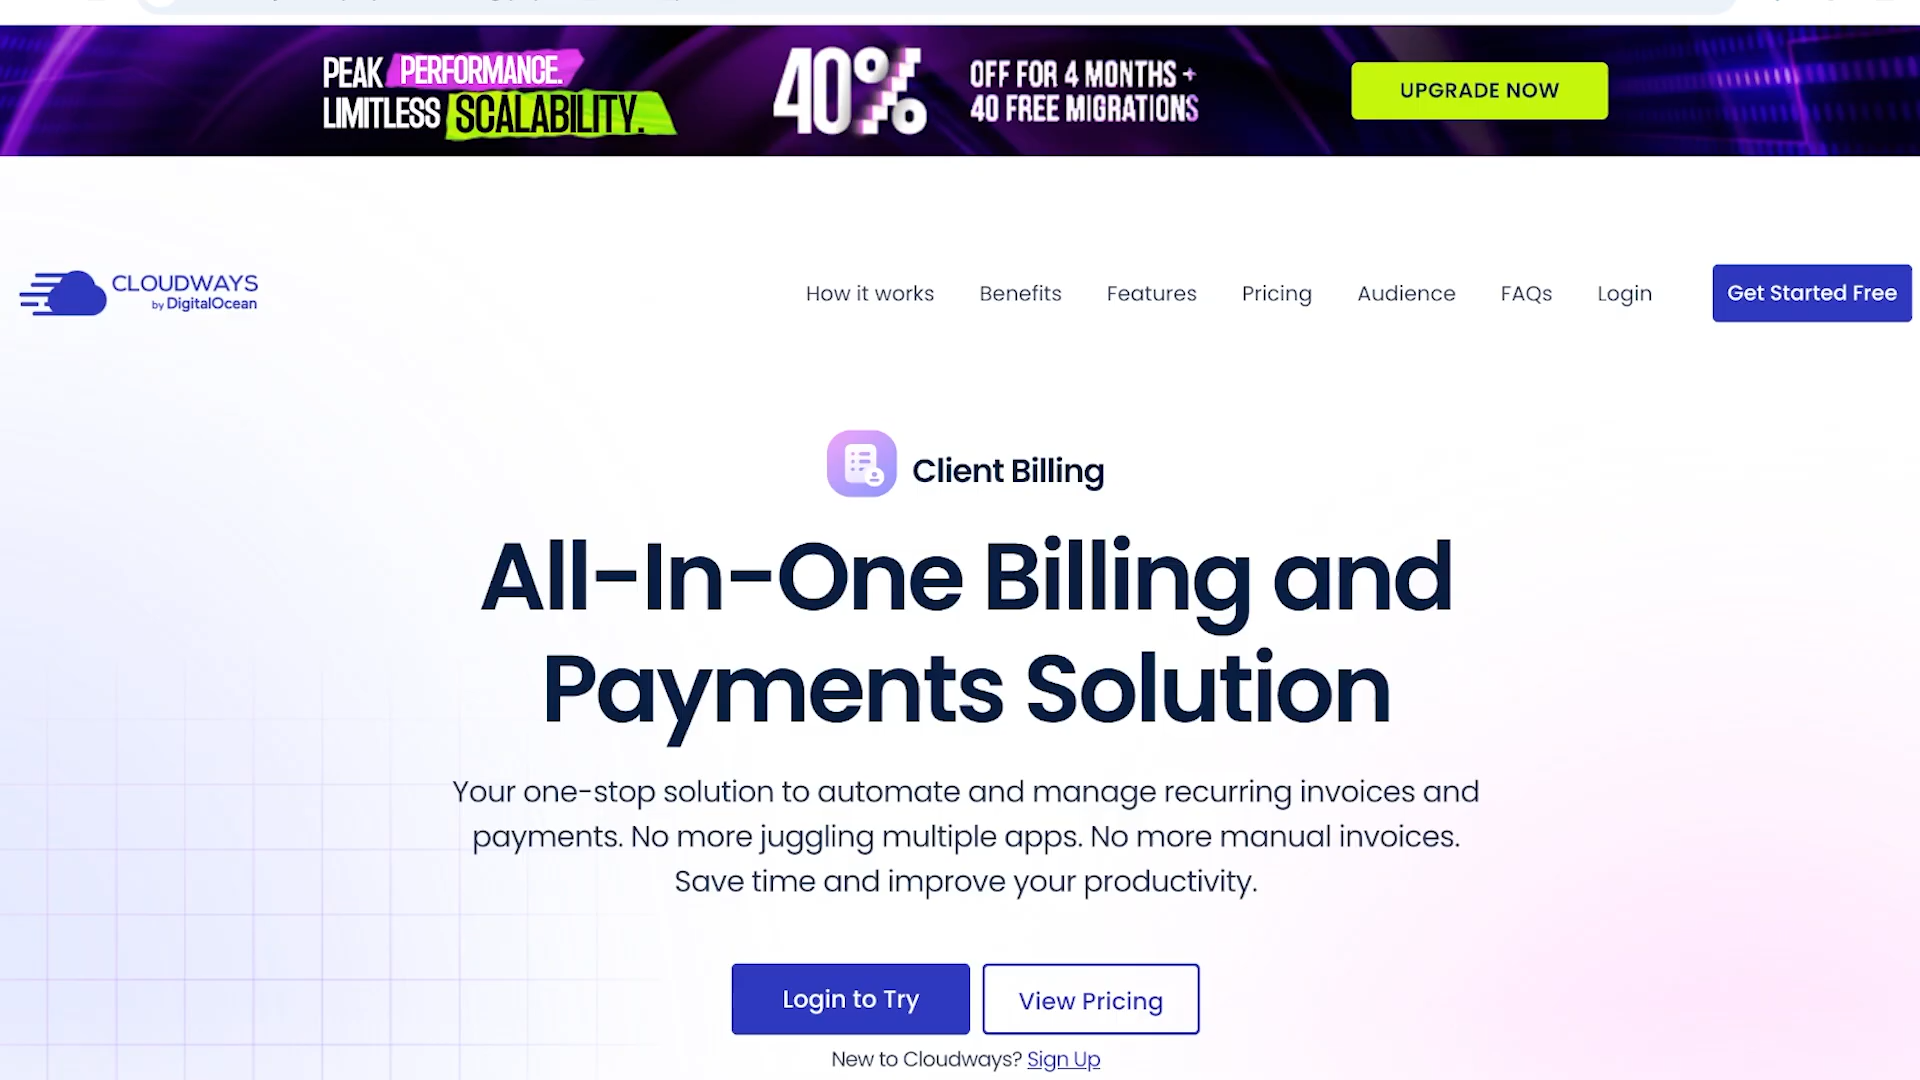 PEAK PERFORMANCE.
LIMITLESS SCALABILITY.
40%
OFF FOR 4 MONTHS +
40 FREE MIGRATIONS
UPGRADE NOW
CLOUDWAYS
by DigitalOcean
How it works
Benefits
Features
Pricing
Audience
FAQs
Login
Get Started Free
Client Billing
All-In-One Billing and
Payments Solution
Your one-stop solution to automate and manage recurring invoices and
payments. No more juggling multiple apps. No more manual invoices.
Save time and improve your productivity.
Login to Try
View Pricing
New to Cloudways? Sign Up